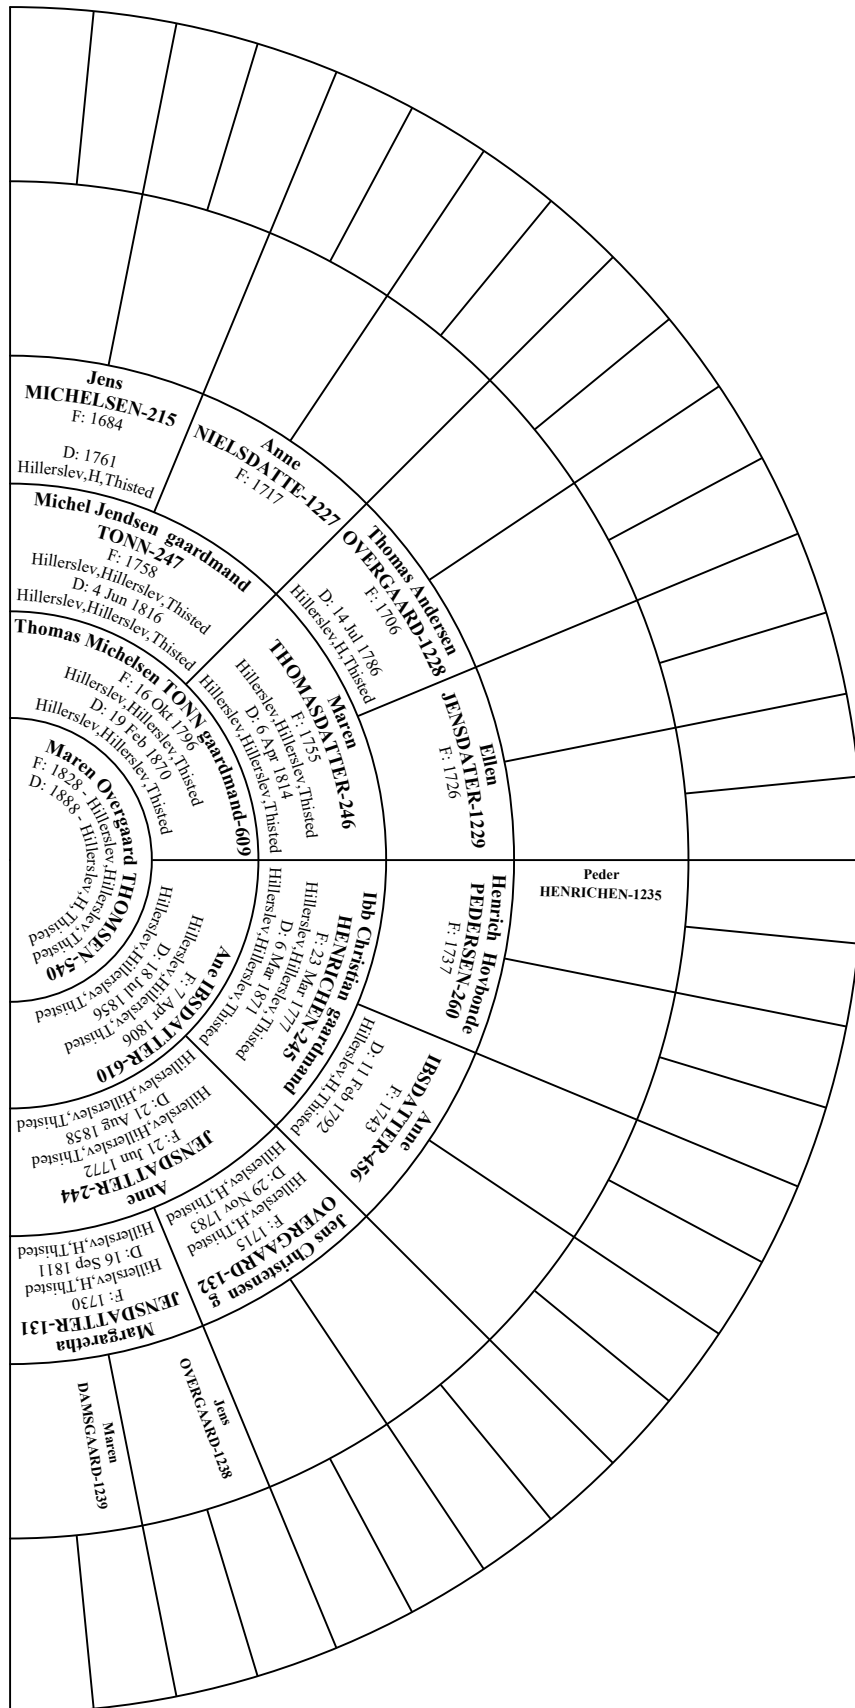 Maren Overgaard THOMSEN-540
F: 1828 - Hillerslev,Hillerslev,Thisted
D: 1888 - Hillerslev,H,Thisted
Thomas Michelsen TONN gaardmand-609
F: 16 Okt 1796
Hillerslev,Hillerslev,Thisted
D: 19 Feb 1870
Hillerslev,Hillerslev,Thisted
Ane IBSDATTER-610
F: 7 Apr 1806
Hillerslev,Hillerslev,Thisted
D: 18 Jul 1856
Hillerslev,Hillerslev,Thisted
Michel Jendsen gaardmand
TONN-247
F: 1758
Hillerslev,Hillerslev,Thisted
D: 4 Jun 1816
Hillerslev,Hillerslev,Thisted
Maren
THOMASDATTER-246
F: 1755
Hillerslev,Hillerslev,Thisted
D: 6 Apr 1814
Hillerslev,Hillerslev,Thisted
Ibb Christian gaardmand
HENRICHEN-245
F: 23 Mar 1777
Hillerslev,Hillerslev,Thisted
D: 6 Mar 1871
Hillerslev,Hillerslev,Thisted
Anne
JENSDATTER-244
F: 21 Jun 1772
Hillerslev,Hillerslev,Thisted
D: 21 Aug 1858
Hillerslev,Hillerslev,Thisted
Jens
MICHELSEN-215
F: 1684
D: 1761
Hillerslev,H,Thisted
Anne
NIELSDATTE-1227
F: 1717
Thomas Andersen
OVERGAARD-1228
F: 1706
D: 14 Jul 1786
Hillerslev,H,Thisted
Ellen
JENSDATER-1229
F: 1726
Henrich Hovbonde
PEDERSEN-260
F: 1737
Anne
IBSDATTER-456
F: 1743
D: 11 Feb 1792
Hillerslev,H,Thisted
Jens Christensen g
OVERGAARD-132
F: 1715
Hillerslev,H,Thisted
D: 29 Nov 1783
Hillerslev,H,Thisted
Margaretha
JENSDATTER-131
F: 1730
Hillerslev,H,Thisted
D: 16 Sep 1811
Hillerslev,H,Thisted
Peder
HENRICHEN-1235
Jens
OVERGAARD-1238
Maren
DAMSGAARD-1239